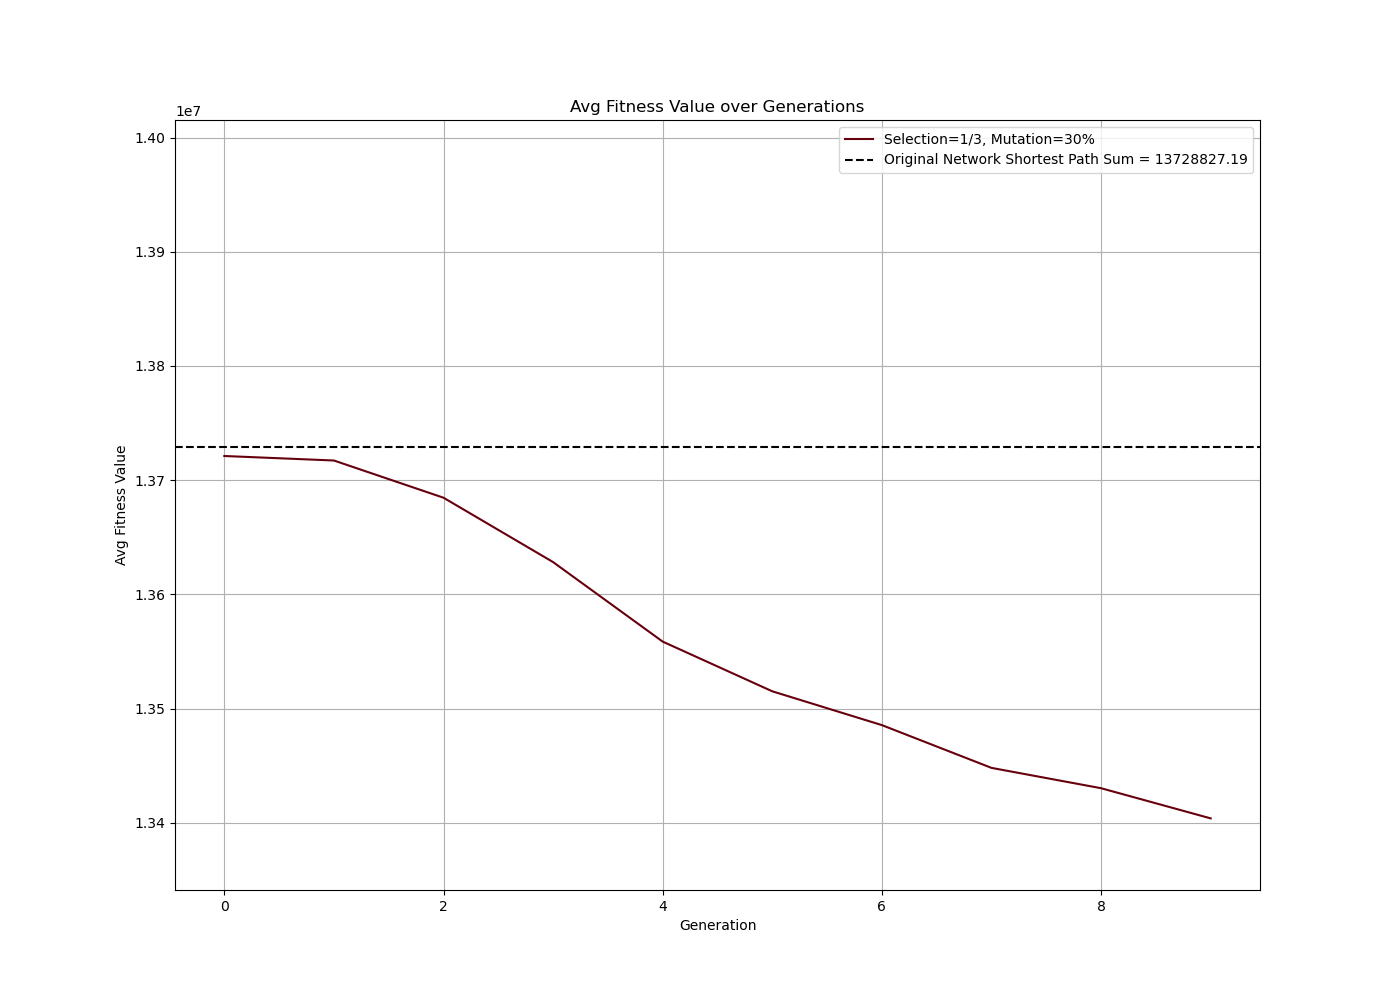 Avg Fitness Value over Generations
1e7
Selection=1/3, Mutation=30%
Original Network Shortest Path Sum = 13728827.19
1.40
1.39
1.38
1.37
1.36
1.35
1.34
Avg Fitness Value
0 2 4 6 8
Generation